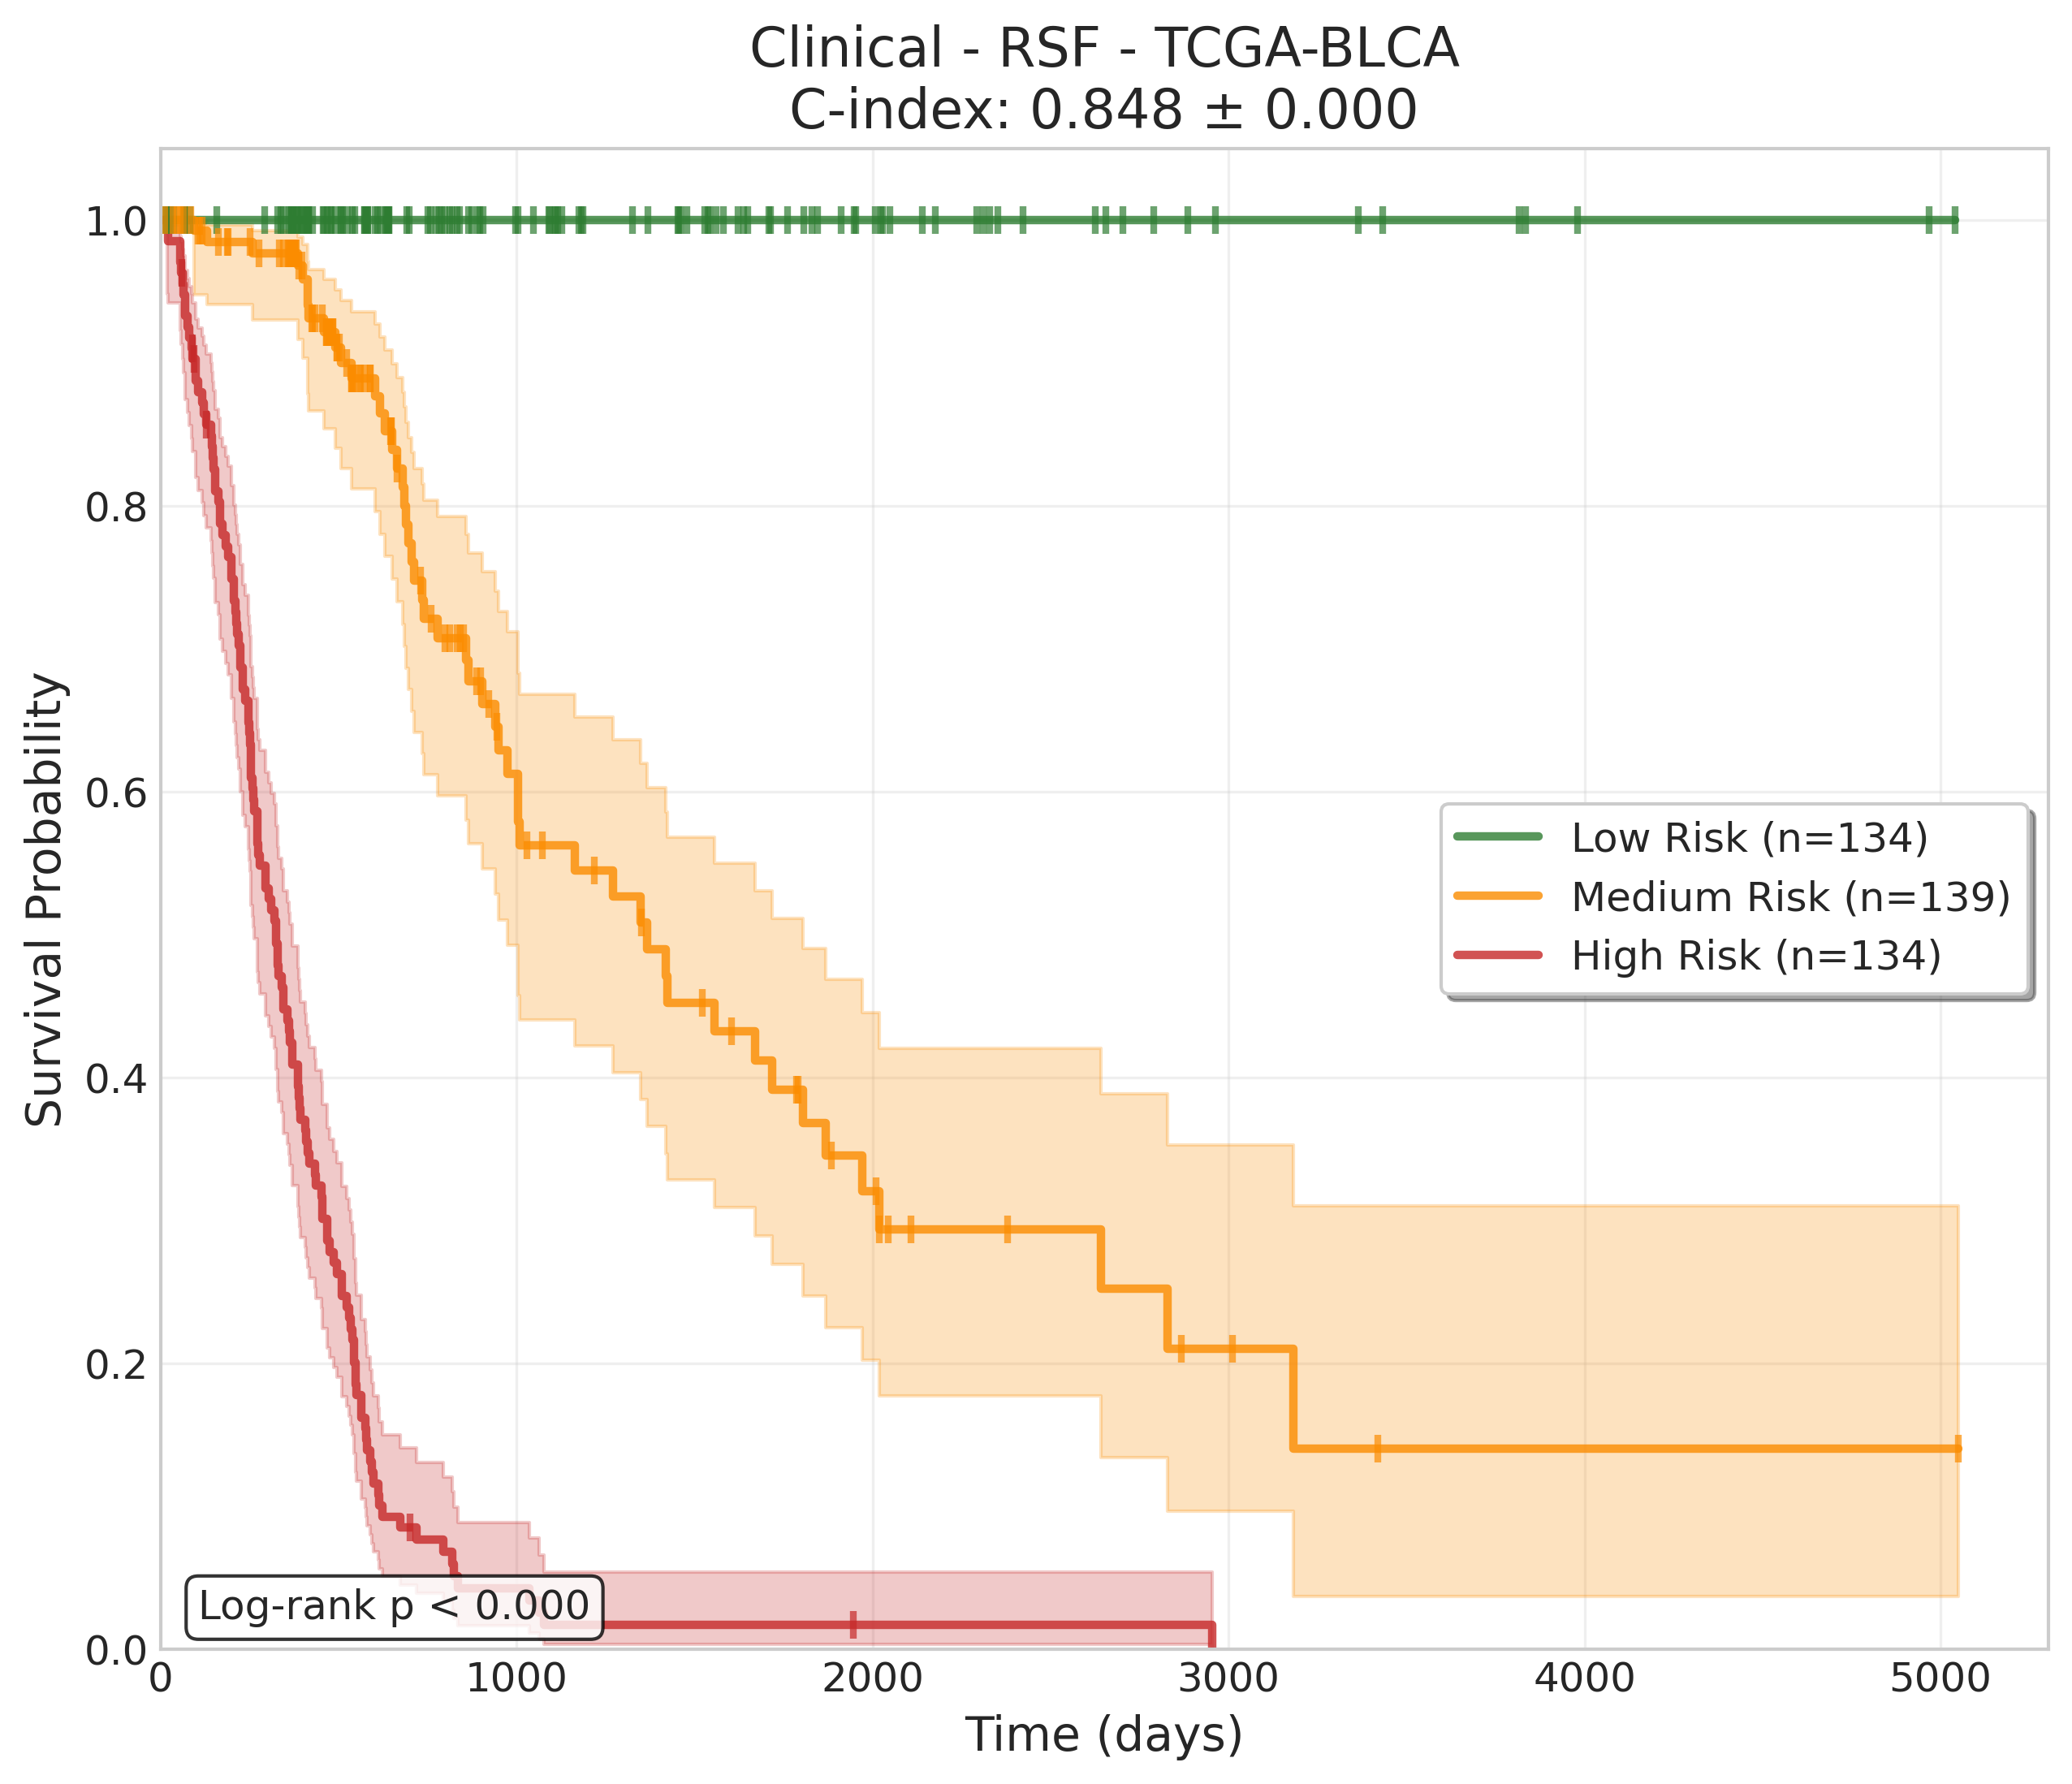 Clinical - RSF - TCGA-BLCA
C-index: 0.848 ± 0.000
Survival Probability
1.0
0.8
0.6
0.4
0.2
0.0
Low Risk (n=134)
Medium Risk (n=139)
High Risk (n=134)
Log-rank p < 0.000
0 1000 2000 3000 4000 5000
Time (days)